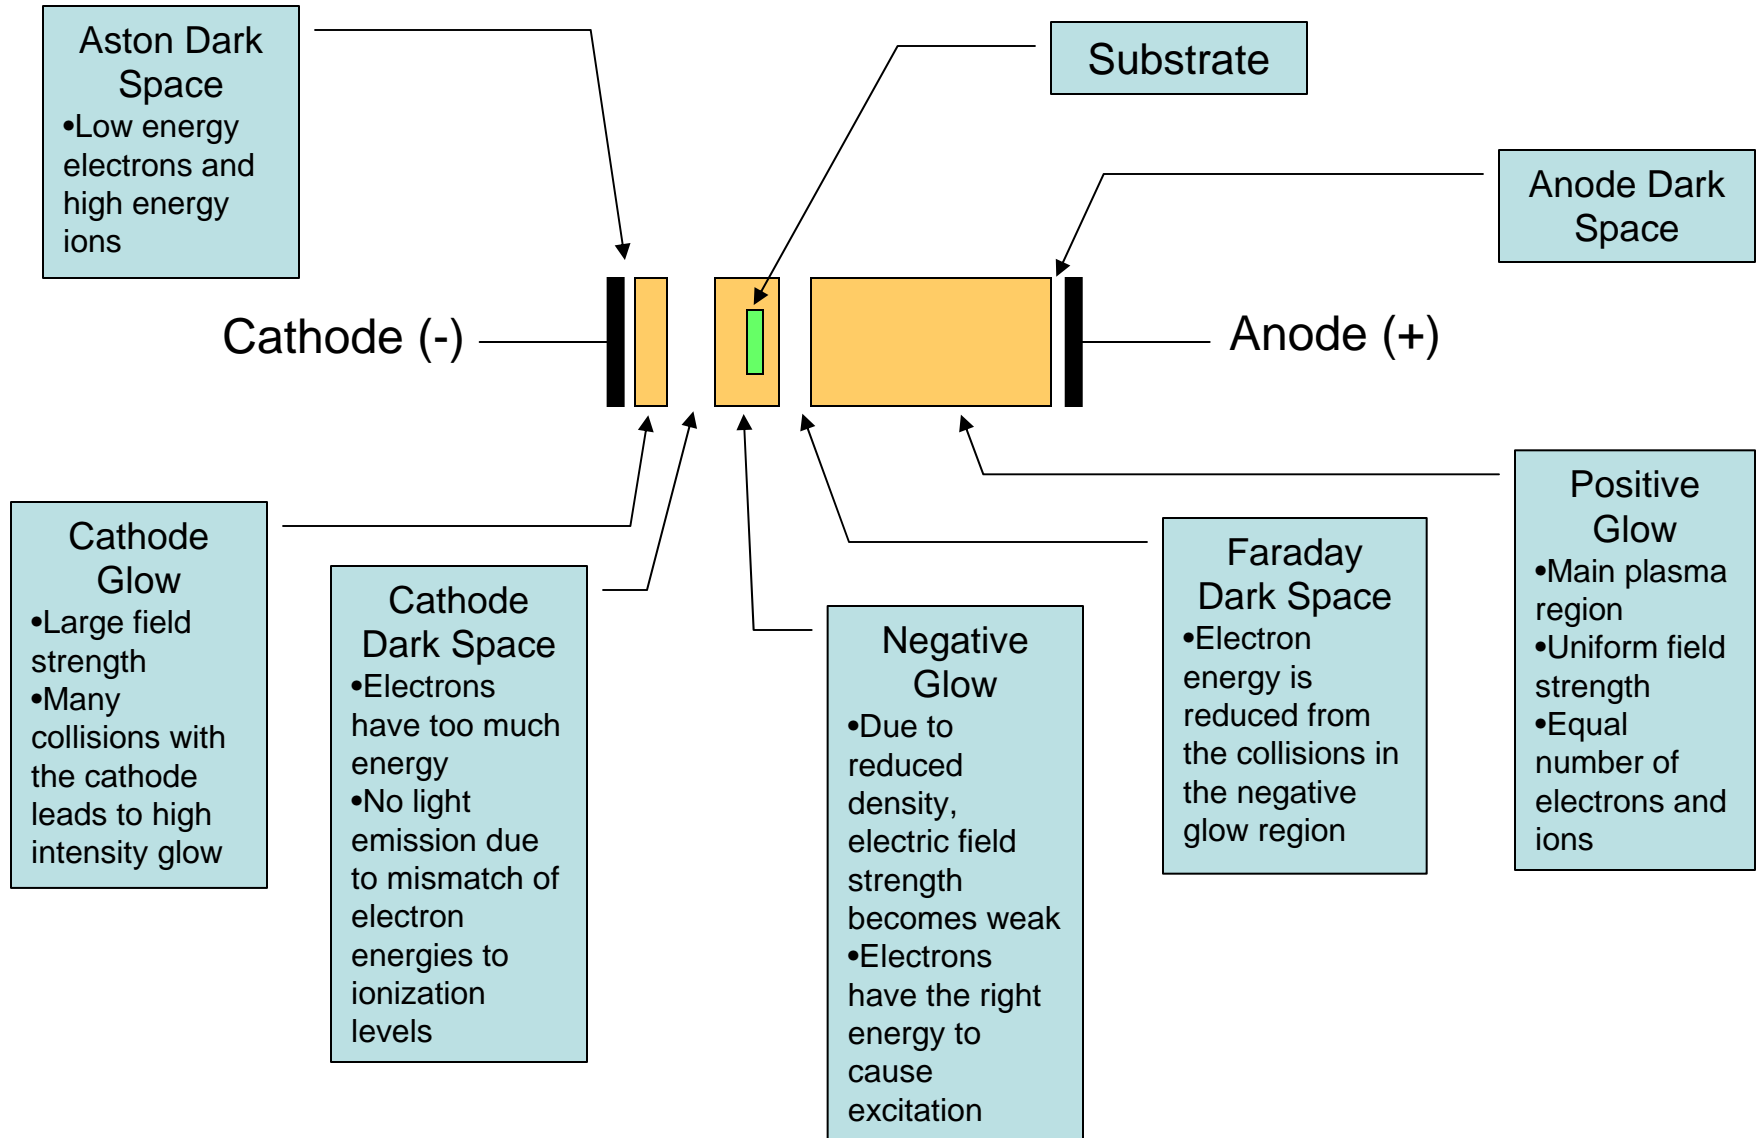 Aston Dark
Space
•Low energy
electrons and
high energy
ions
Substrate
Anode Dark
Space
Cathode (-)
Anode (+)
Cathode
Glow
•Large field
strength
•Many
collisions with
the cathode
leads to high
intensity glow
Cathode
Dark Space
•Electrons
have too much
energy
•No light
emission due
to mismatch of
electron
energies to
ionization
levels
Negative
Glow
•Due to
reduced
density,
electric field
strength
becomes weak
•Electrons
have the right
energy to
cause
excitation
Faraday
Dark Space
•Electron
energy is
reduced from
the collisions in
the negative
glow region
Positive
Glow
•Main plasma
region
•Uniform field
strength
•Equal
number of
electrons and
ions